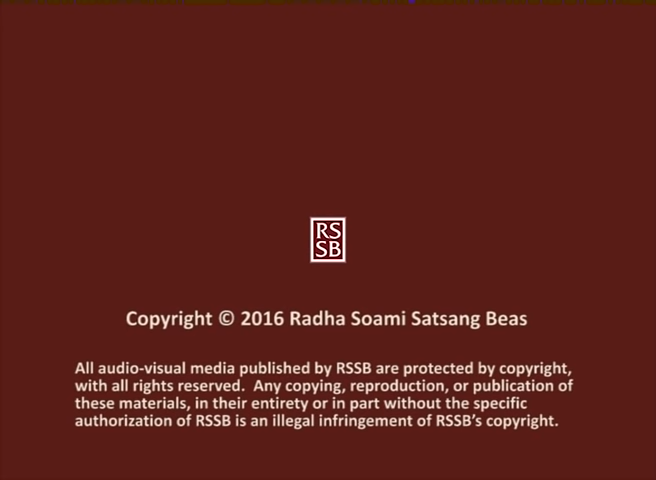 RS
SB
Copyright © 2016 Radha Soami Satsang Beas
All audio-visual media published by RSSB are protected by copyright,
with all rights reserved.  Any copying, reproduction, or publication of
these materials, in their entirety or in part without the specific
authorization of RSSB is an illegal infringement of RSSB's copyright.